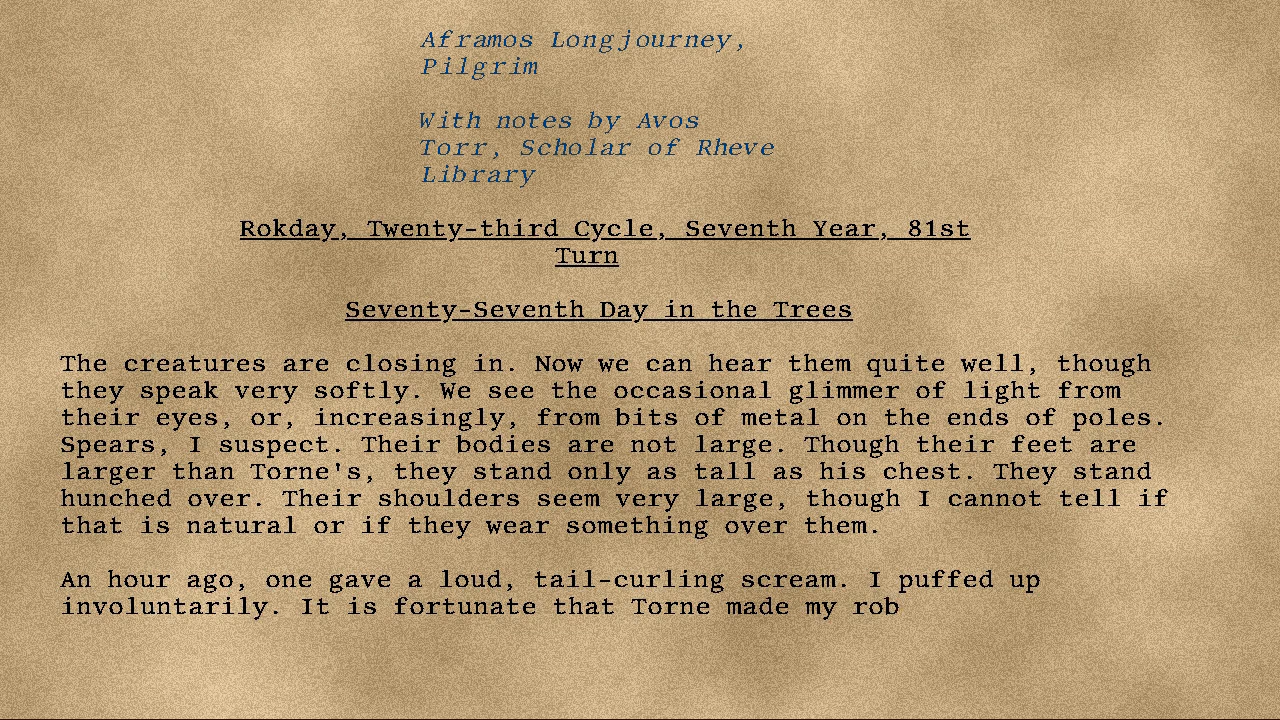 Aframos Longjourney,
Pilgrim
With notes by Avos
Torr, Scholar of Rheve
Library
Rokday, Twenty-third Cycle, Seventh Year, 81st
Turn
Seventy-Seventh Day in the Trees
The creatures are closing in. Now we can hear them quite well, though
they speak very softly. We see the occasional glimmer of light from
their eyes, or, increasingly, from bits of metal on the ends of poles.
Spears, I suspect. Their bodies are not large. Though their feet are
larger than Torne's, they stand only as tall as his chest. They stand
hunched over. Their shoulders seem very large, though I cannot tell if
that is natural or if they wear something over them.
An hour ago, one gave a loud, tail-curling scream. I puffed up
involuntarily. It is fortunate that Torne made my rob